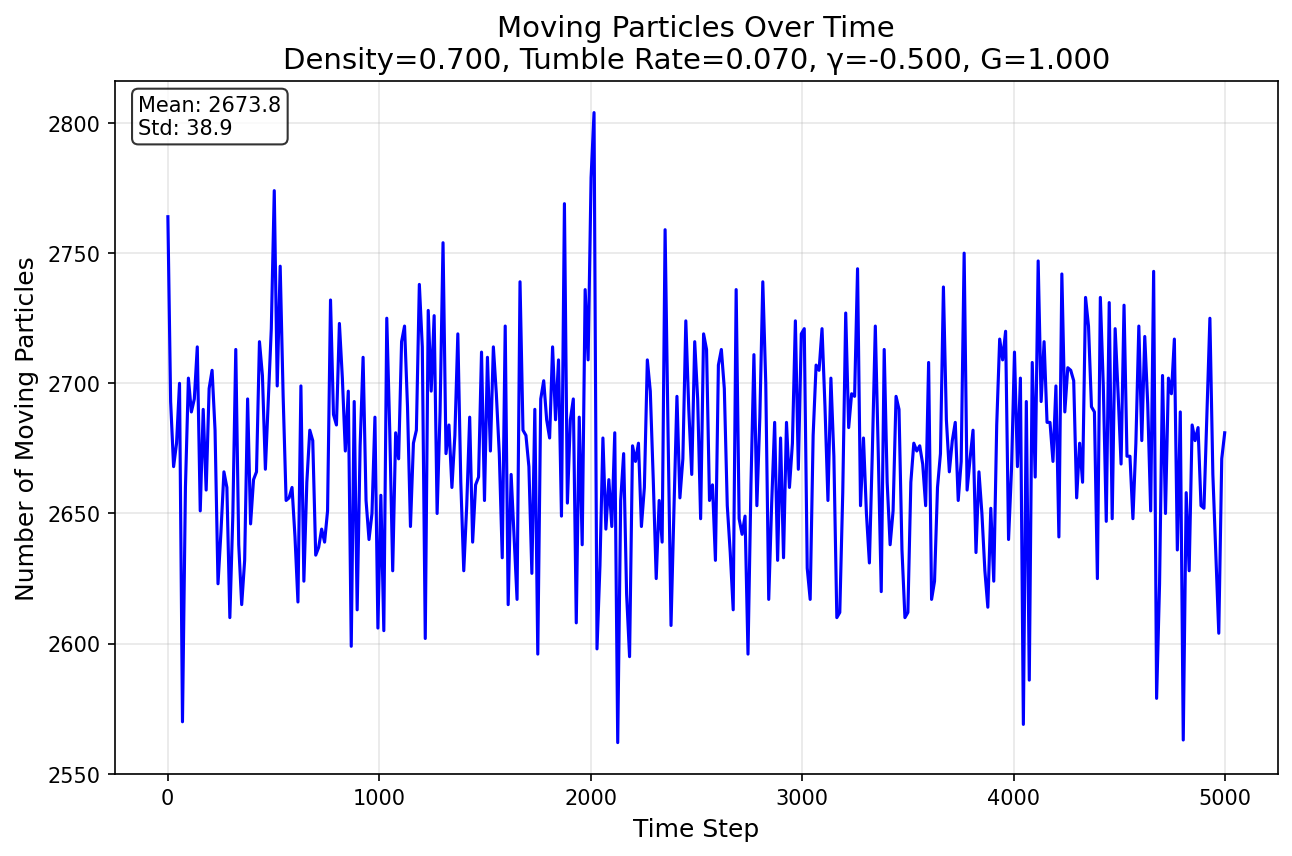 Moving Particles Over Time
Density=0.700, Tumble Rate=0.070, γ=-0.500, G=1.000
Mean: 2673.8
Std: 38.9
Number of Moving Particles
2800
2750
2700
2650
2600
2550
0 1000 2000 3000 4000 5000
Time Step